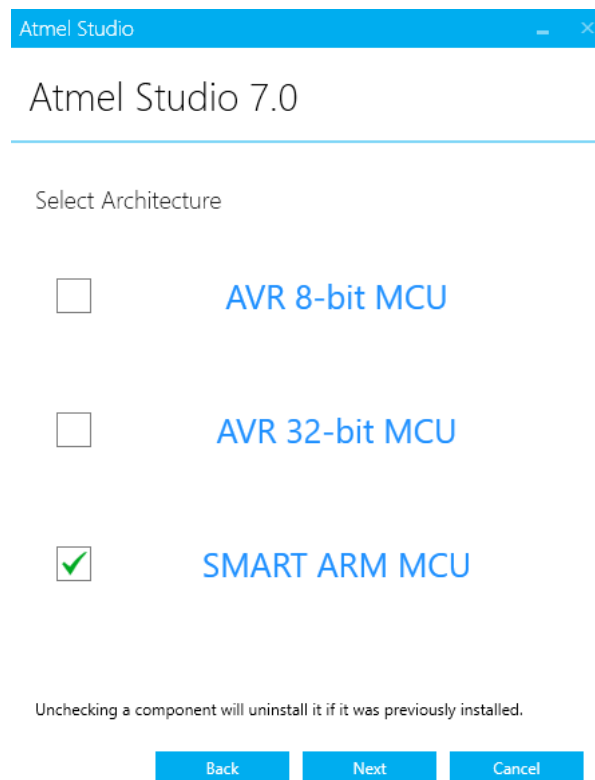 Atmel Studio
Atmel Studio 7.0
Select Architecture
AVR 8-bit MCU
AVR 32-bit MCU
SMART ARM MCU
Unchecking a component will uninstall it if it was previously installed.
Back Next Cancel